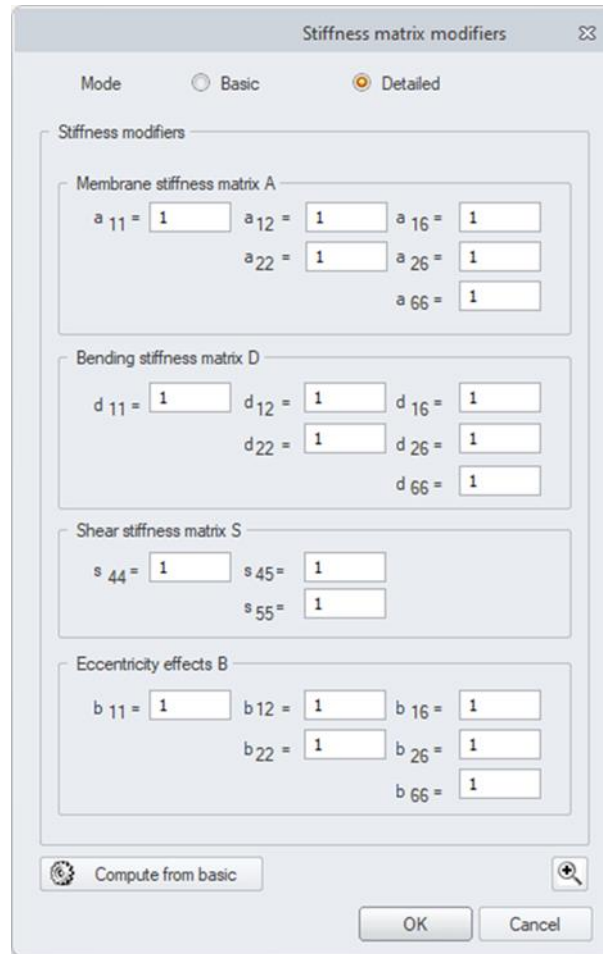 Stiffness matrix modifiers
Mode Basic Detailed
Stiffness modifiers
Membrane stiffness matrix A
a 11 = 1 a 12 = 1 a 16 = 1
a 22 = 1 a 26 = 1
a 66 = 1
Bending stiffness matrix D
d 11 = 1 d 12 = 1 d 16 = 1
d 22 = 1 d 26 = 1
d 66 = 1
Shear stiffness matrix S
s 44 = 1 s 45 = 1
s 55 = 1
Eccentricity effects B
b 11 = 1 b 12 = 1 b 16 = 1
b 22 = 1 b 26 = 1
b 66 = 1
Compute from basic
OK Cancel